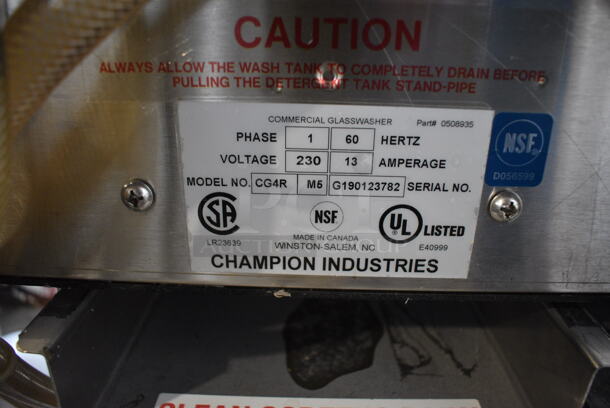 CAUTION
ALWAYS ALLOW THE WASH TANK TO COMPLETELY DRAIN BEFORE
PULLING THE DETERGENT TANK STAND-PIPE
COMMERCIAL GLASSWASHER Part# 0508935
PHASE 1 60 HERTZ
VOLTAGE 230 13 AMPERAGE
MODEL NO. CG4R M5 G190123782 SERIAL NO.
SA NSF UL LISTED
LR23639 MADE IN CANADA E40999
WINSTON-SALEM, NC
CHAMPION INDUSTRIES
NSF
D056599